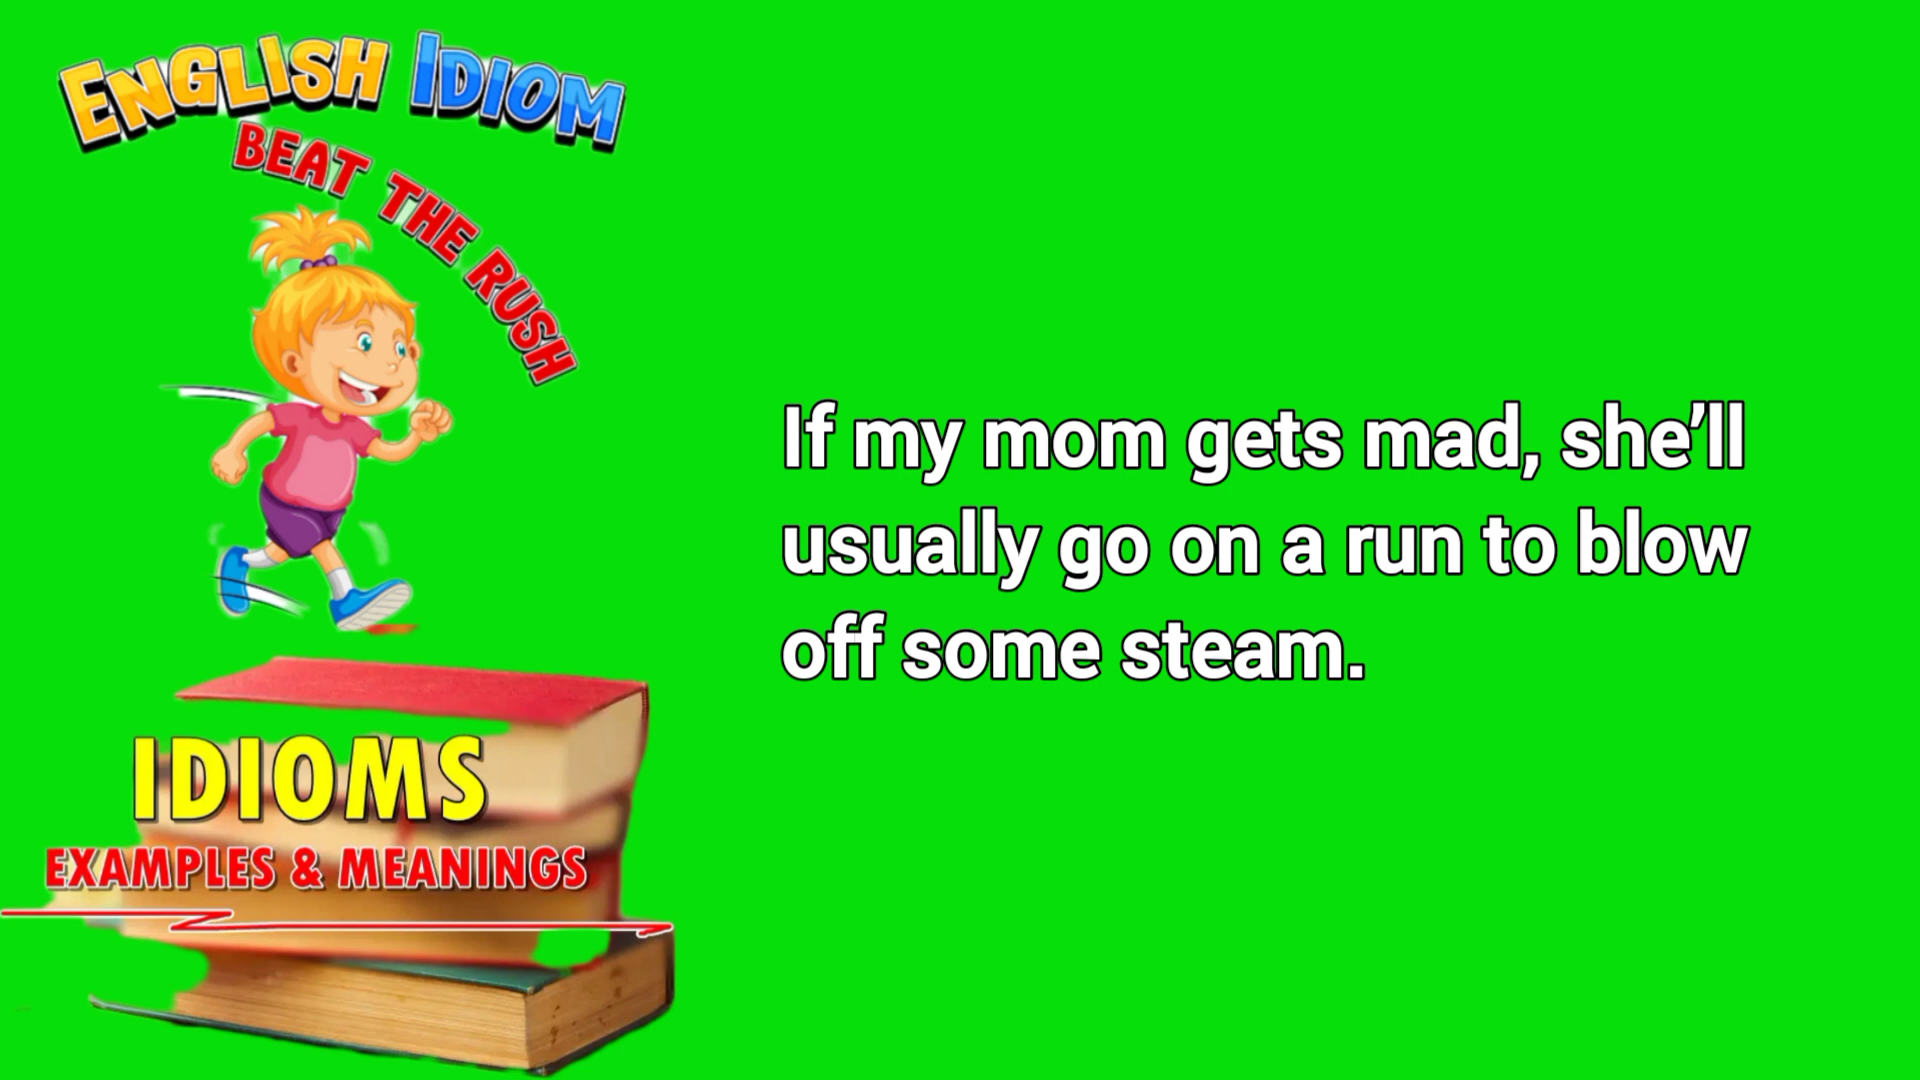 ENGLISH IDIOM
BEAT THE RUSH
If my mom gets mad, she’ll
usually go on a run to blow
off some steam.
IDIOMS
EXAMPLES & MEANINGS